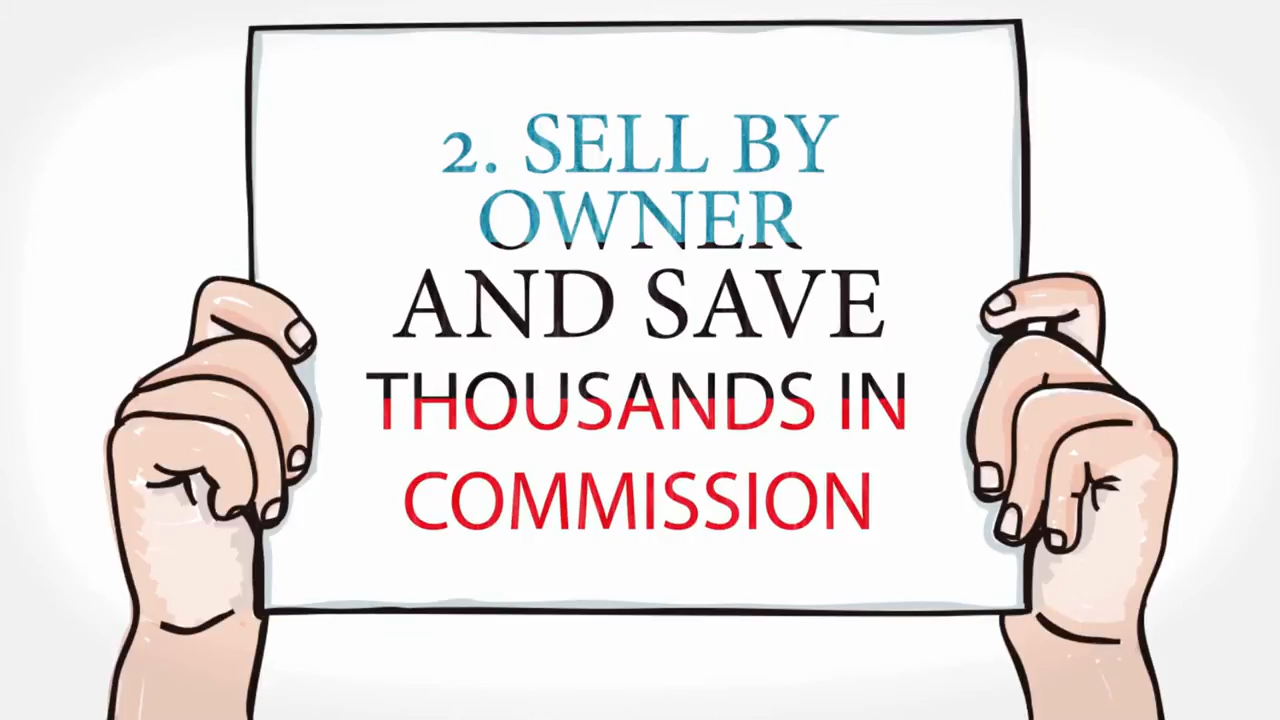 2. SELL BY
OWNER
AND SAVE
THOUSANDS IN
COMMISSION